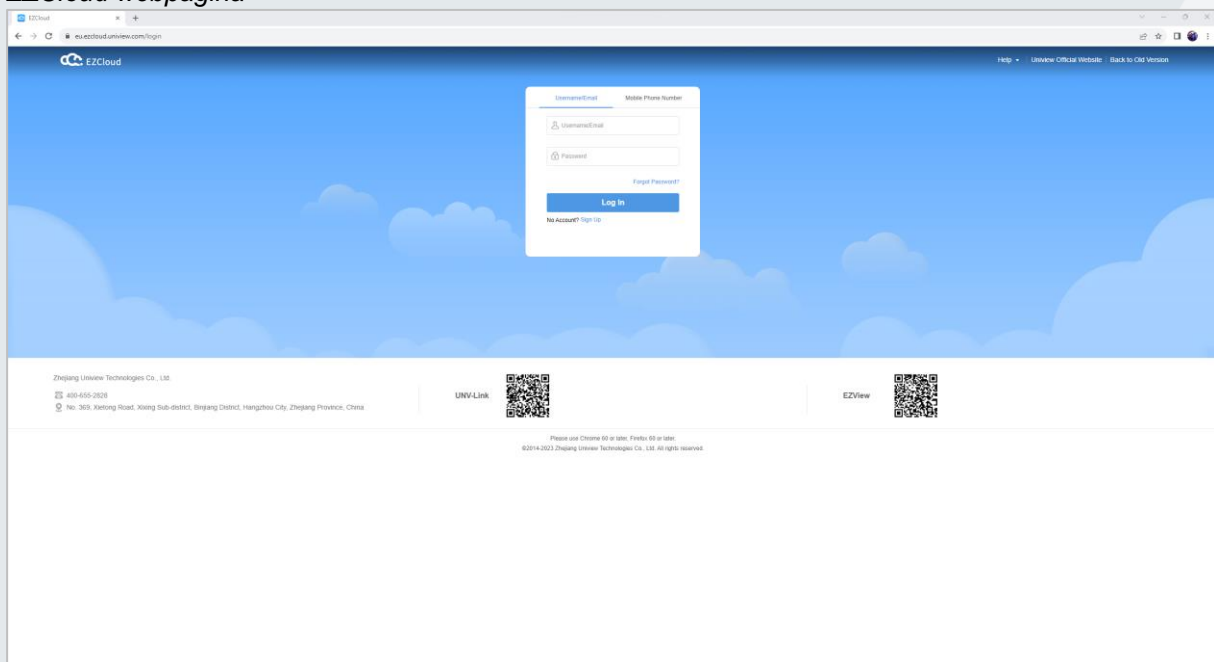 EZCloud webpagina
EZCloud
eu.ezcloud.uniview.com/login
EZCloud
Help
Uniview Official Website
Back to Old Version
Username/Email
Mobile Phone Number
Username/Email
Password
Forgot Password?
Log In
No Account? Sign Up
Zhejiang Uniview Technologies Co., Ltd.
400-655-2828
No. 369, Xietong Road, Xixing Sub-district, Binjiang District, Hangzhou City, Zhejiang Province, China
UNV-Link
EZView
Please use Chrome 60 or later, Firefox 60 or later.
©2014-2023 Zhejiang Uniview Technologies Co., Ltd. All rights reserved.